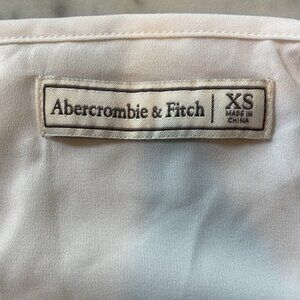 Abercrombie & Fitch
XS
MADE IN
CHINA